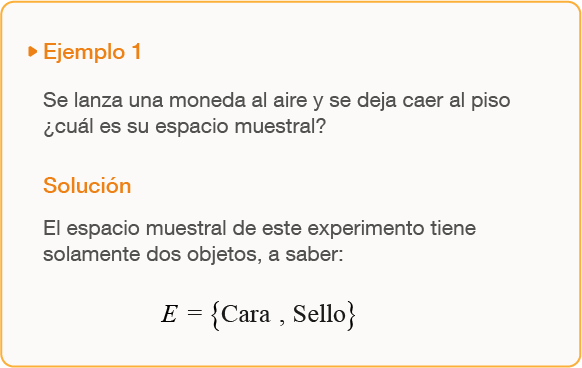 Ejemplo 1
Se lanza una moneda al aire y se deja caer al piso
¿cuál es su espacio muestral?
Solución
El espacio muestral de este experimento tiene
solamente dos objetos, a saber:
E = {Cara , Sello}